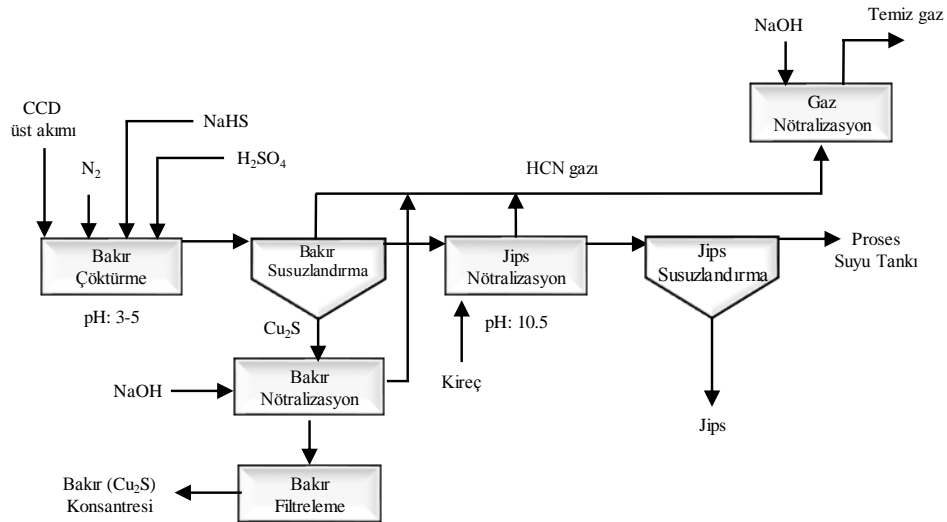 NaOH
Temiz gaz
Gaz
Nötralizasyon
CCD
üst akımı
NaHS
N2
H2SO4
HCN gazı
Bakır
Çöktürme
pH: 3-5
Bakır
Susuzlandırma
Jips
Nötralizasyon
pH: 10.5
Jips
Susuzlandırma
Proses
Suyu Tankı
Cu2S
Kireç
NaOH
Bakır
Nötralizasyon
Jips
Bakır (Cu2S)
Konsantresi
Bakır
Filtreleme